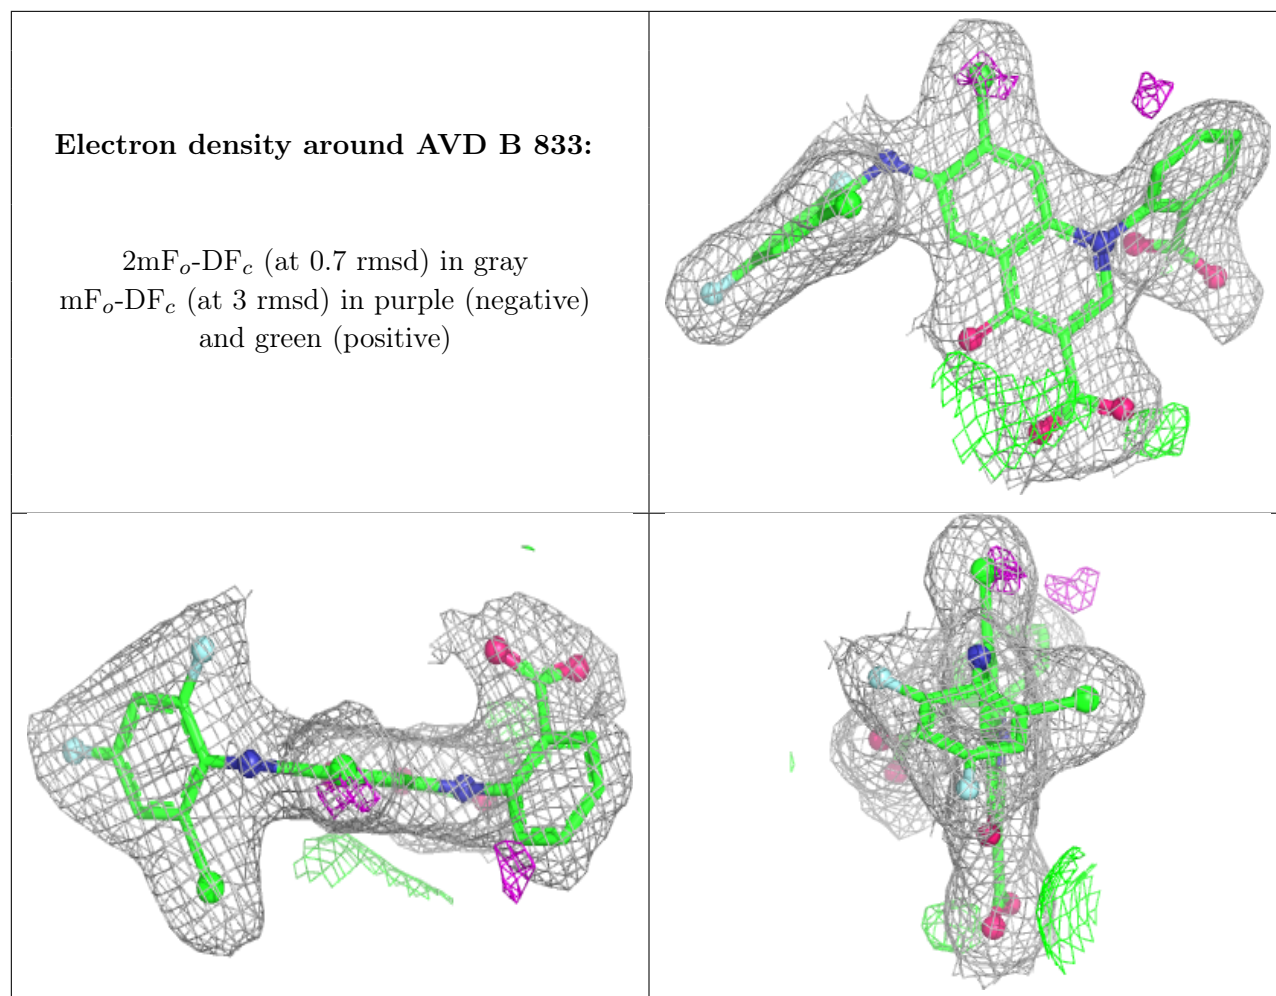 Electron density around AVD B 833:
2mFo-DFc (at 0.7 rmsd) in gray
mFo-DFc (at 3 rmsd) in purple (negative)
and green (positive)